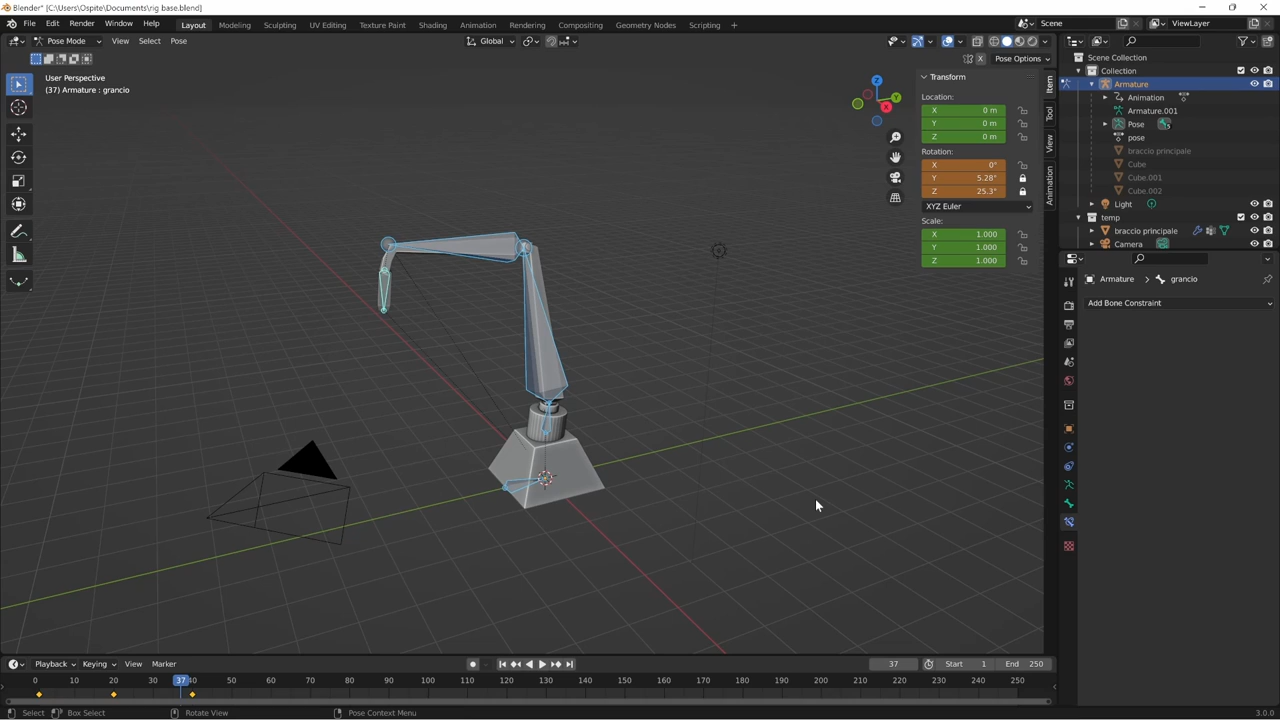 Blender* [C:\Users\Ospite\Documents\rig base.blend]
File Edit Render Window Help Layout Modeling Sculpting UV Editing Texture Paint Shading Animation Rendering Compositing Geometry Nodes Scripting + Scene ViewLayer
Pose Mode View Select Pose Global
Pose Options
X
User Perspective
(37) Armature : grancio
Transform
Location:
X 0 m
Y 0 m
Z 0 m
Rotation:
X 0°
Y 5.28°
Z 25.3°
XYZ Euler
Scale:
X 1.000
Y 1.000
Z 1.000
Item
Tool
View
Animation
X
Y
Z
Scene Collection
Collection
Armature
Animation
Armature.001
Pose
pose
braccio principale
Cube
Cube.001
Cube.002
Light
temp
braccio principale
Camera
Armature grancio
Add Bone Constraint
Playback Keying View Marker 37 Start 1 End 250
0 10 20 30 37 40 50 60 70 80 90 100 110 120 130 140 150 160 170 180 190 200 210 220 230 240 250
Select Box Select Rotate View Pose Context Menu 3.0.0